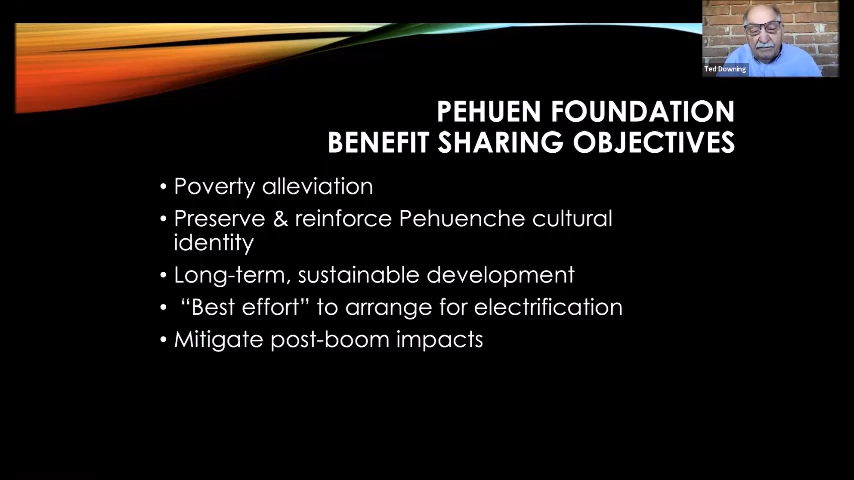 Ted Downing
PEHUEN FOUNDATION
BENEFIT SHARING OBJECTIVES
• Poverty alleviation
• Preserve & reinforce Pehuenche cultural
identity
• Long-term, sustainable development
• “Best effort” to arrange for electrification
• Mitigate post-boom impacts